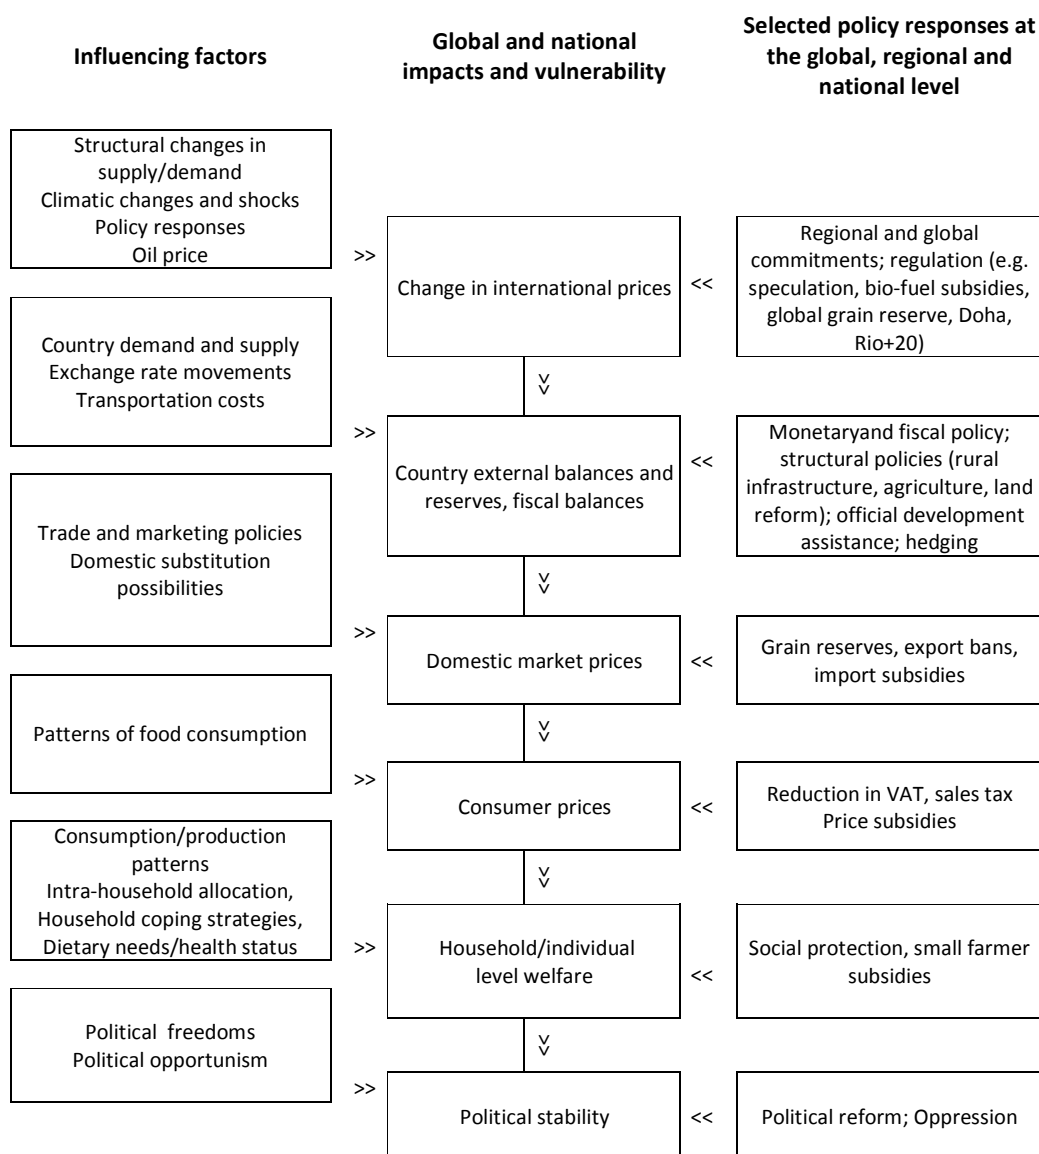 Influencing factors
Global and national
impacts and vulnerability
Selected policy responses at
the global, regional and
national level
Structural changes in
supply/demand
Climatic changes and shocks
Policy responses
Oil price
>>
Change in international prices
<<
Regional and global
commitments; regulation (e.g.
speculation, bio-fuel subsidies,
global grain reserve, Doha,
Rio+20)
>>
Country demand and supply
Exchange rate movements
Transportation costs
>>
Country external balances and
reserves, fiscal balances
<<
Monetaryand fiscal policy;
structural policies (rural
infrastructure, agriculture, land
reform); official development
assistance; hedging
>>
Trade and marketing policies
Domestic substitution
possibilities
>>
Domestic market prices
<<
Grain reserves, export bans,
import subsidies
>>
Patterns of food consumption
>>
Consumer prices
<<
Reduction in VAT, sales tax
Price subsidies
>>
Consumption/production
patterns
Intra-household allocation,
Household coping strategies,
Dietary needs/health status
>>
Household/individual
level welfare
<<
Social protection, small farmer
subsidies
>>
Political  freedoms
Political opportunism
>>
Political stability
<<
Political reform; Oppression